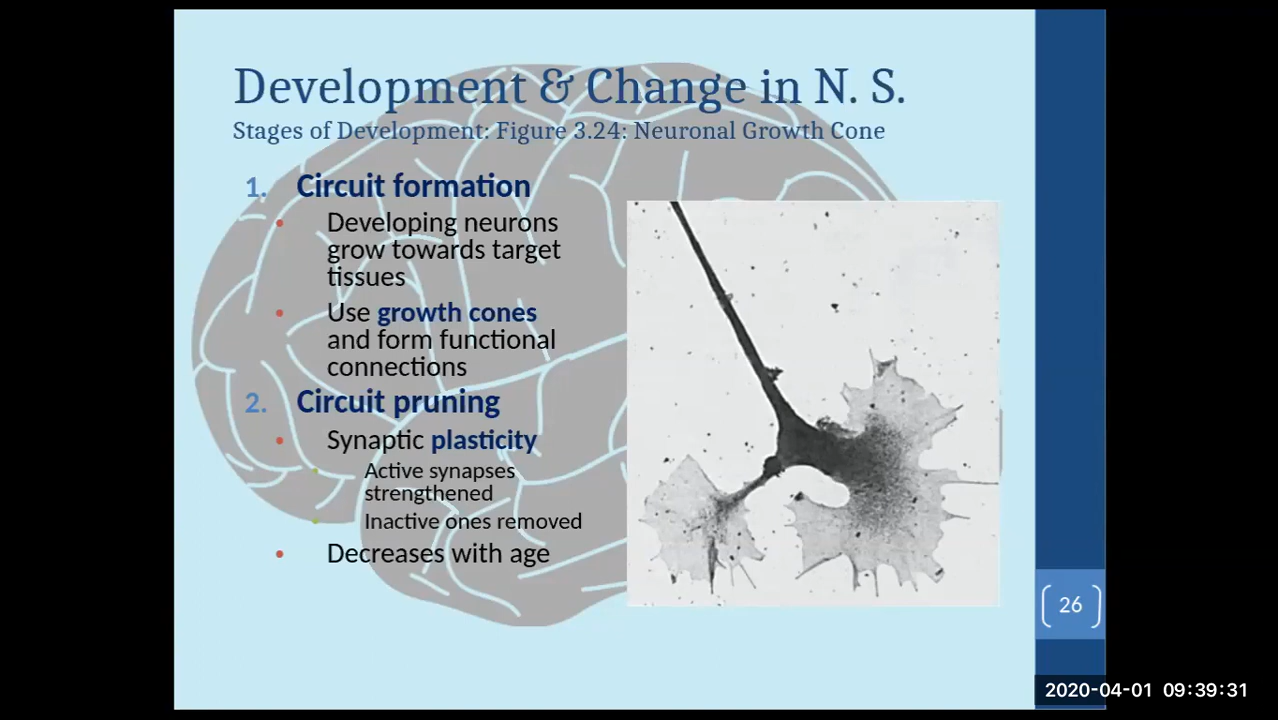 Development & Change in N. S.
Stages of Development: Figure 3.24: Neuronal Growth Cone
1. Circuit formation
• Developing neurons
grow towards target
tissues
• Use growth cones
and form functional
connections
2. Circuit pruning
• Synaptic plasticity
• Active synapses
strengthened
• Inactive ones removed
• Decreases with age
26
2020-04-01 09:39:31